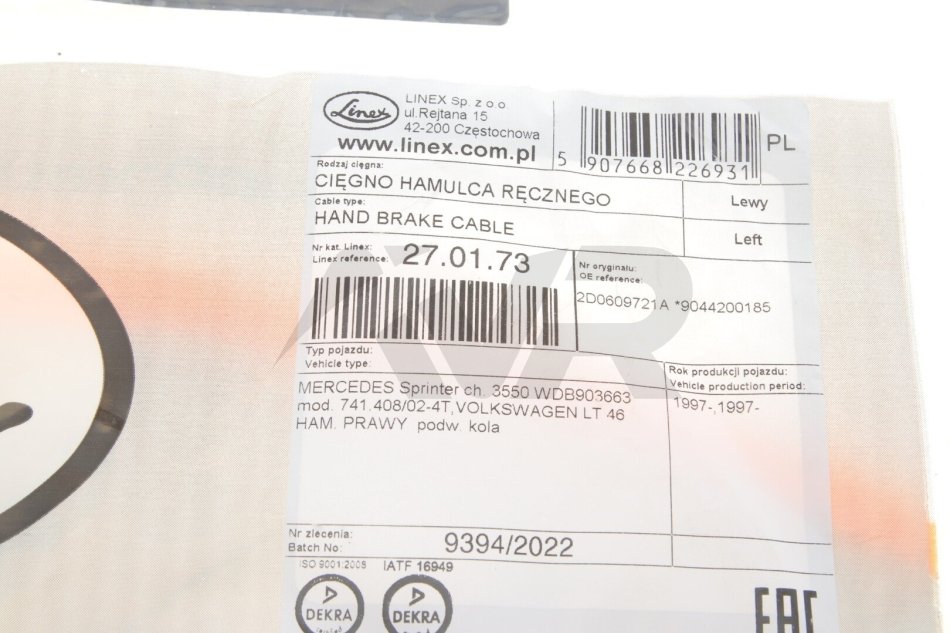 Linex
LINEX Sp. z o.o
ul.Rejtana 15
42-200 Częstochowa
www.linex.com.pl
5 907668 226931
PL
Rodzaj cięgna:
CIĘGNO HAMULCA RĘCZNEGO
Lewy
Cable type:
HAND BRAKE CABLE
Left
Nr kat. Linex:
Linex reference:
27.01.73
Nr oryginału:
OE reference:
2D0609721A *9044200185
Typ pojazdu:
Vehicle type:
Rok produkcji pojazdu:
Vehicle production period:
MERCEDES Sprinter ch. 3550 WDB903663
mod. 741.408/02-4T,VOLKSWAGEN LT 46
HAM. PRAWY podw. kola
1997-,1997-
Nr zlecenia:
Batch No:
9394/2022
ISO 9001:2008
IATF 16949
DEKRA
DEKRA
EAC